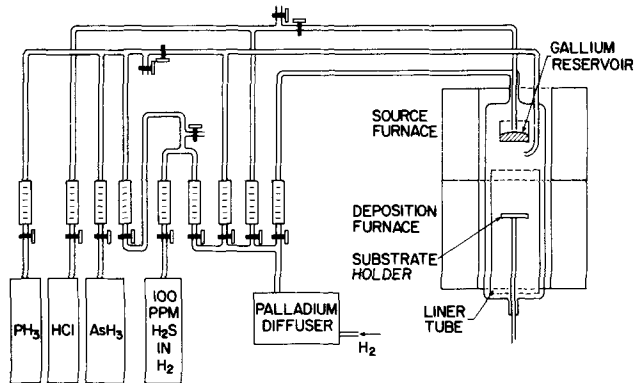 GALLIUM
RESERVOIR
SOURCE
FURNACE
DEPOSITION
FURNACE
SUBSTRATE
HOLDER
LINER
TUBE
PH3
HCl
AsH3
100
PPM
H2S
IN
H2
PALLADIUM
DIFFUSER
H2